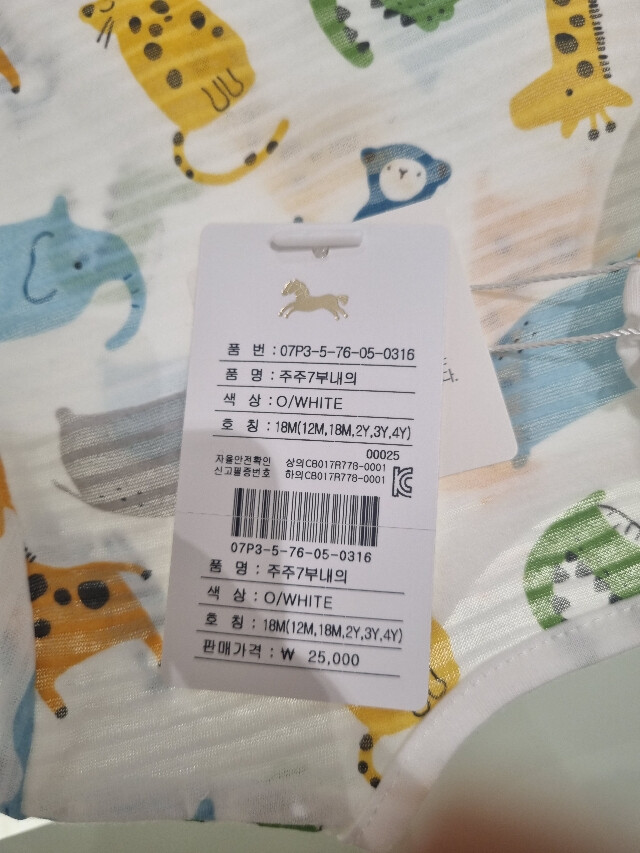 품 번 : 07P3-5-76-05-0316
품 명 : 주주7부내의
색 상 : O/WHITE
호 칭 : 18M(12M,18M,2Y,3Y,4Y)
00025
자율안전확인 상의CB017R778-0001
신고필증번호 하의CB017R778-0001
07P3-5-76-05-0316
품 명 : 주주7부내의
색 상 : O/WHITE
호 칭 : 18M(12M,18M,2Y,3Y,4Y)
판매가격 : ₩ 25,000
다.